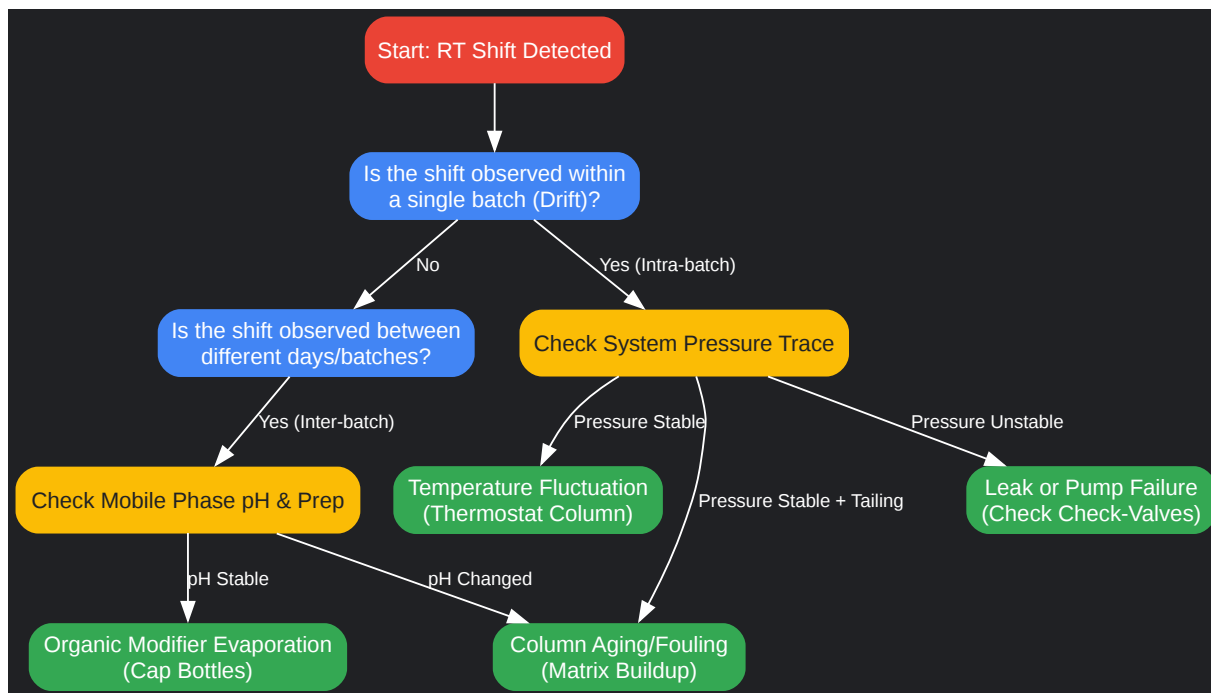 Start: RT Shift Detected
Is the shift observed within
a single batch (Drift)?
No
Yes (Intra-batch)
Is the shift observed between
different days/batches?
Check System Pressure Trace
Yes (Inter-batch)
Pressure Stable
Pressure Unstable
Check Mobile Phase pH & Prep
Temperature Fluctuation
(Thermostat Column)
Pressure Stable + Tailing
Leak or Pump Failure
(Check Check-Valves)
pH Stable
pH Changed
Organic Modifier Evaporation
(Cap Bottles)
Column Aging/Fouling
(Matrix Buildup)